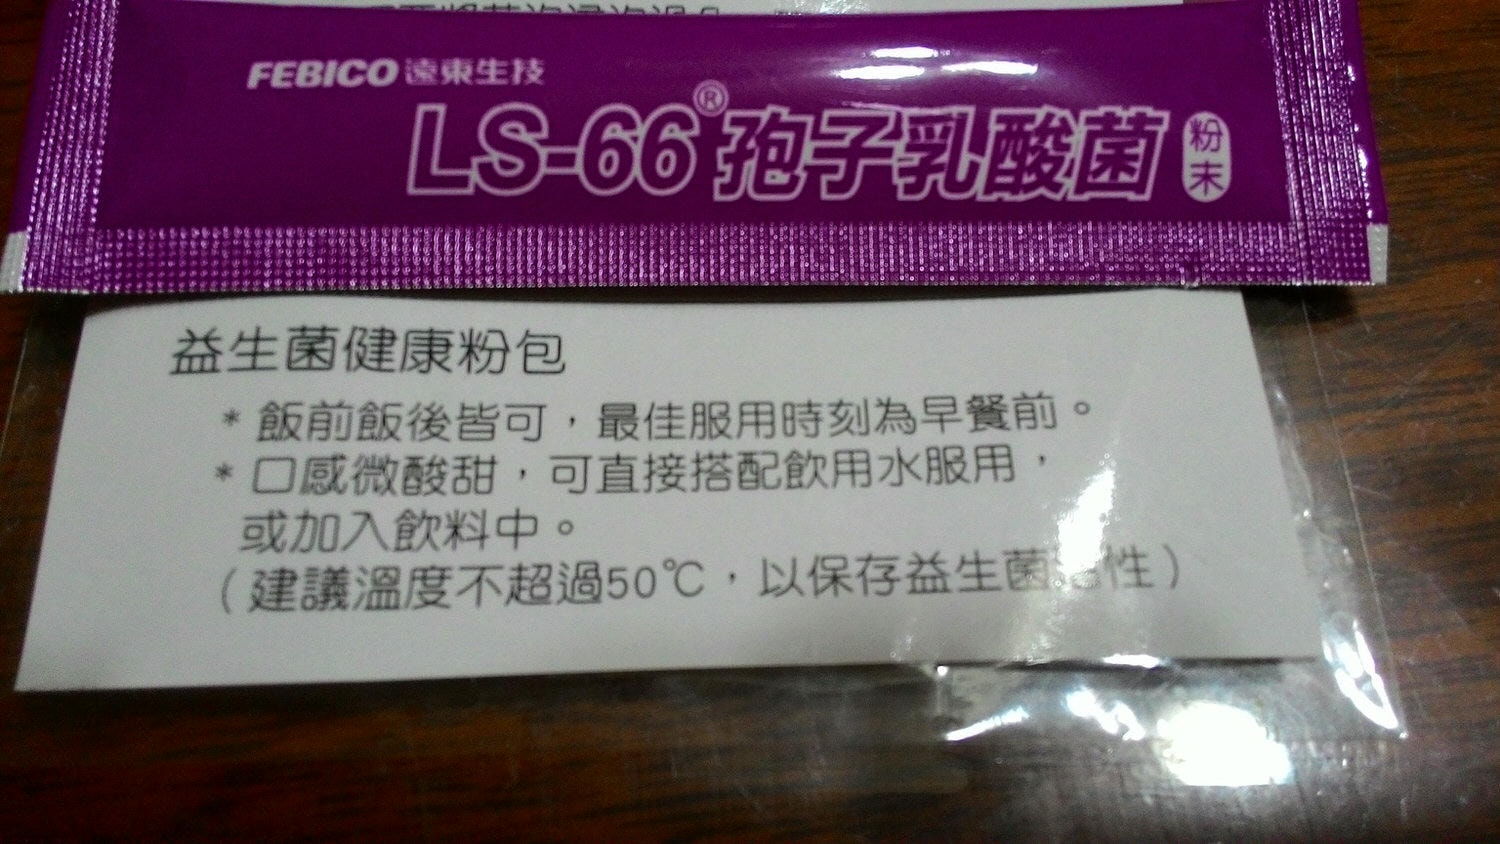 FEBICO 遠東生技
LS-66® 孢子乳酸菌 粉末
益生菌健康粉包
* 飯前飯後皆可，最佳服用時刻為早餐前。
* 口感微酸甜，可直接搭配飲用水服用，
或加入飲料中。
（建議溫度不超過50℃，以保存益生菌活性）